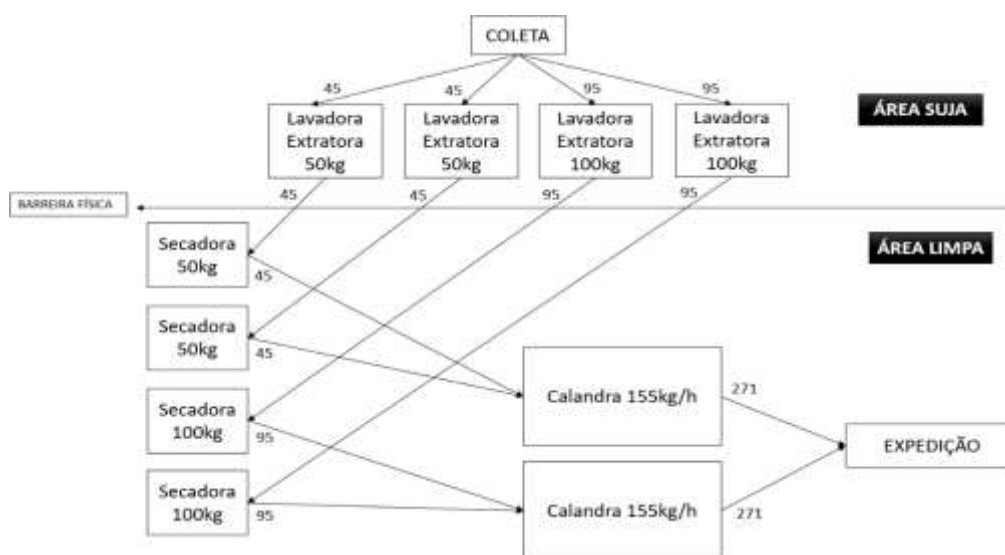 COLETA
45
45
95
95
Lavadora
Extratora
50kg
Lavadora
Extratora
50kg
Lavadora
Extratora
100kg
Lavadora
Extratora
100kg
ÁREA SUJA
45
45
95
95
BARREIRA FÍSICA
ÁREA LIMPA
Secadora
50kg
45
Secadora
50kg
45
Calandra 155kg/h
271
Secadora
100kg
95
EXPEDIÇÃO
Secadora
100kg
95
Calandra 155kg/h
271